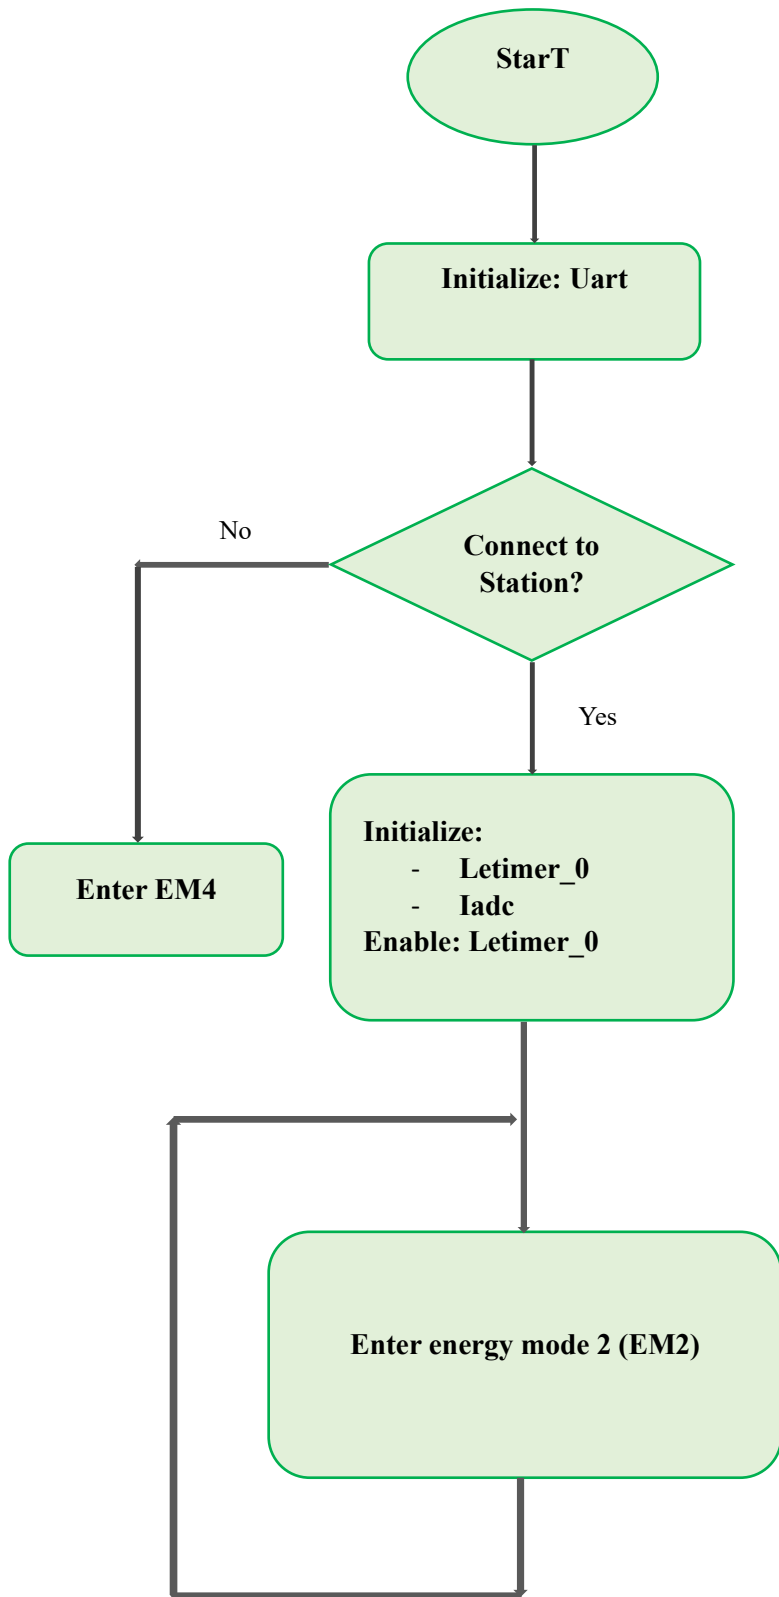 StarT
Initialize: Uart
Connect to
Station?
No
Yes
Initialize:
- Letimer_0
- Iadc
Enable: Letimer_0
Enter EM4
Enter energy mode 2 (EM2)